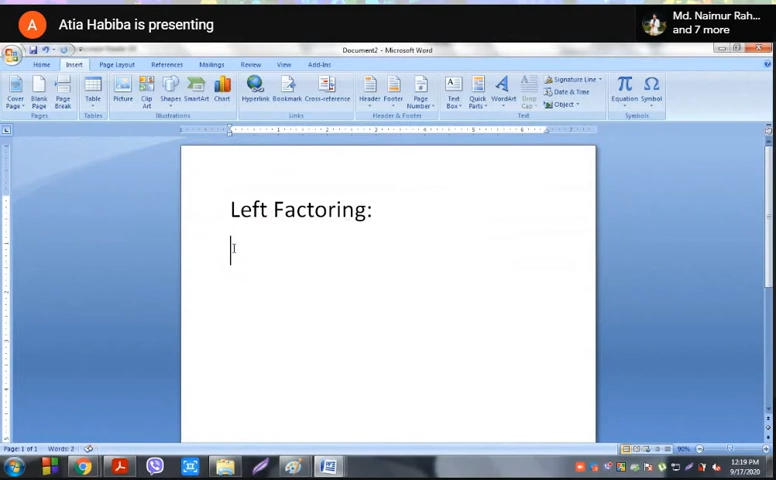 A Atia Habiba is presenting
Md. Naimur Rah...
and 7 more
Document2 - Microsoft Word
Home Insert Page Layout References Mailings Review View Add-Ins
Cover Page Blank Page Page Break Table Picture Clip Art Shapes SmartArt Chart Hyperlink Bookmark Cross-reference Header Footer Page Number Text Box Quick Parts WordArt Drop Cap Signature Line Date & Time Object Equation Symbol
Pages Tables Illustrations Links Header & Footer Text Symbols
Left Factoring:
Page: 1 of 1 Words: 2 90%
12:19 PM
9/17/2020